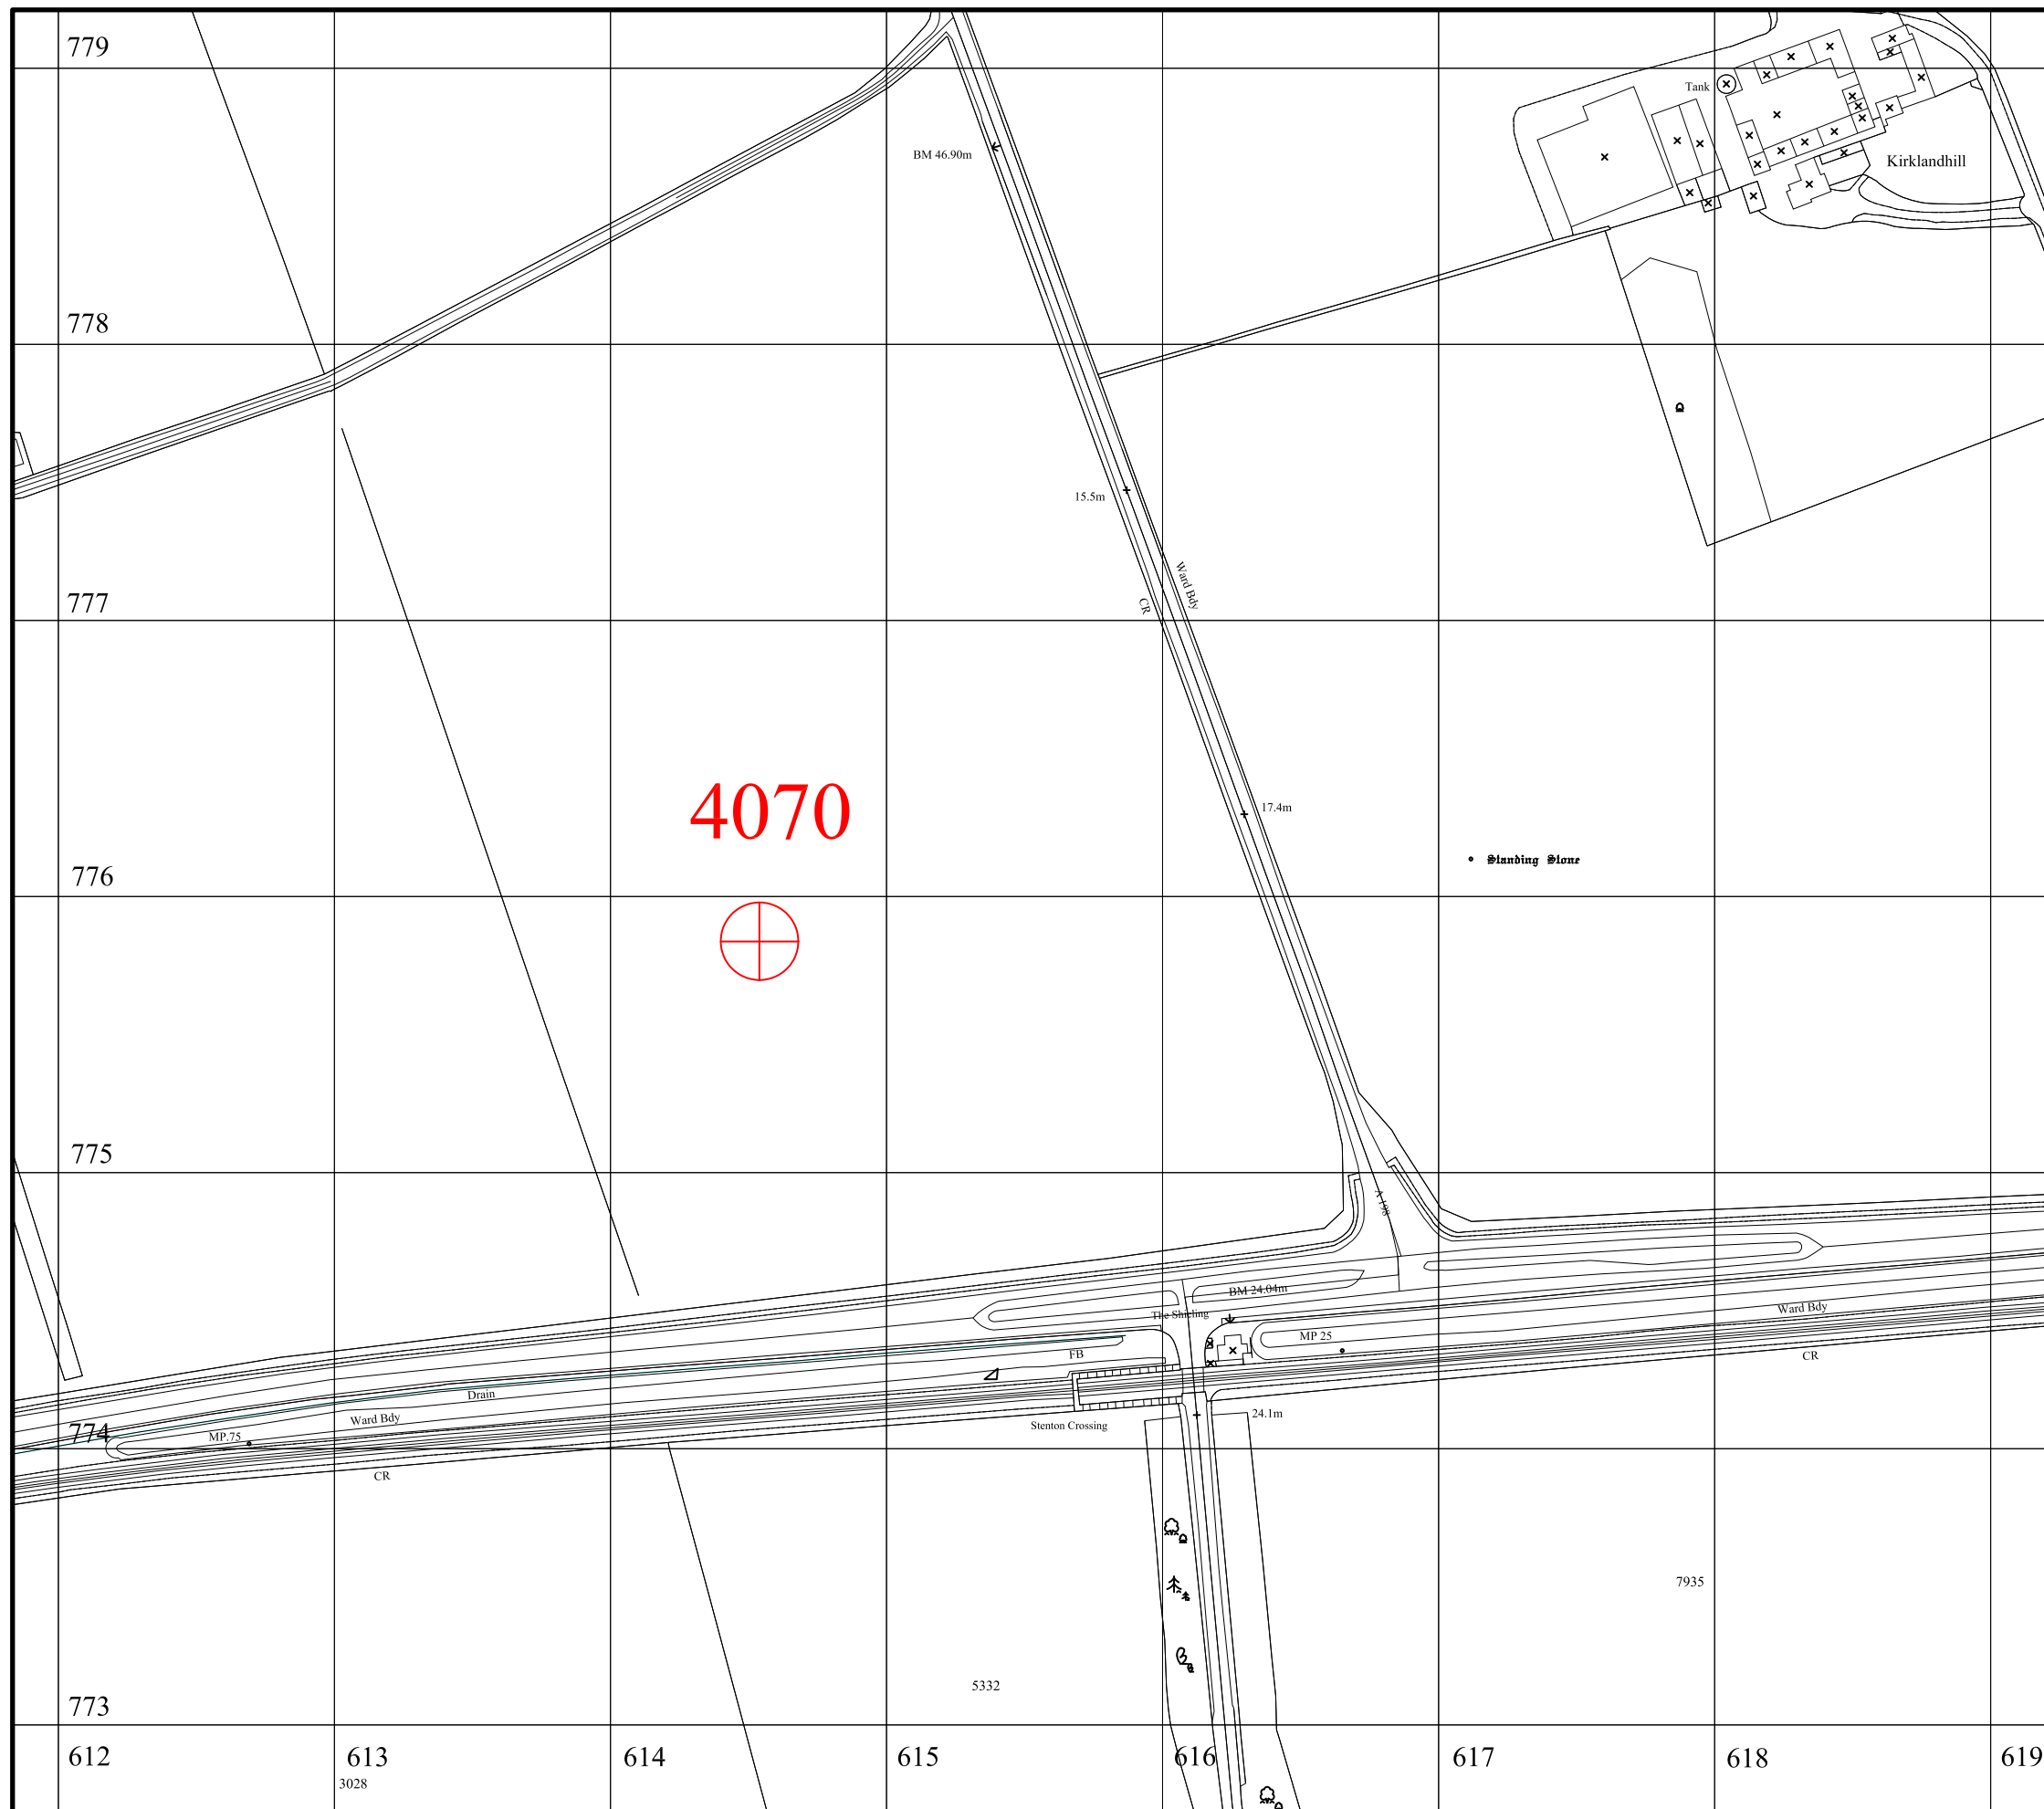 779
Tank
BM 46.90m
Kirklandhill
778
15.5m
777
Ward Bdy
CR
4070
17.4m
Standing Stone
776
775
A 198
BM 24.04m
The Shieling
Ward Bdy
MP 25
FB
CR
Drain
Ward Bdy
24.1m
Stenton Crossing
774
MP.75
CR
7935
5332
773
612
613
614
615
616
617
618
619
3028